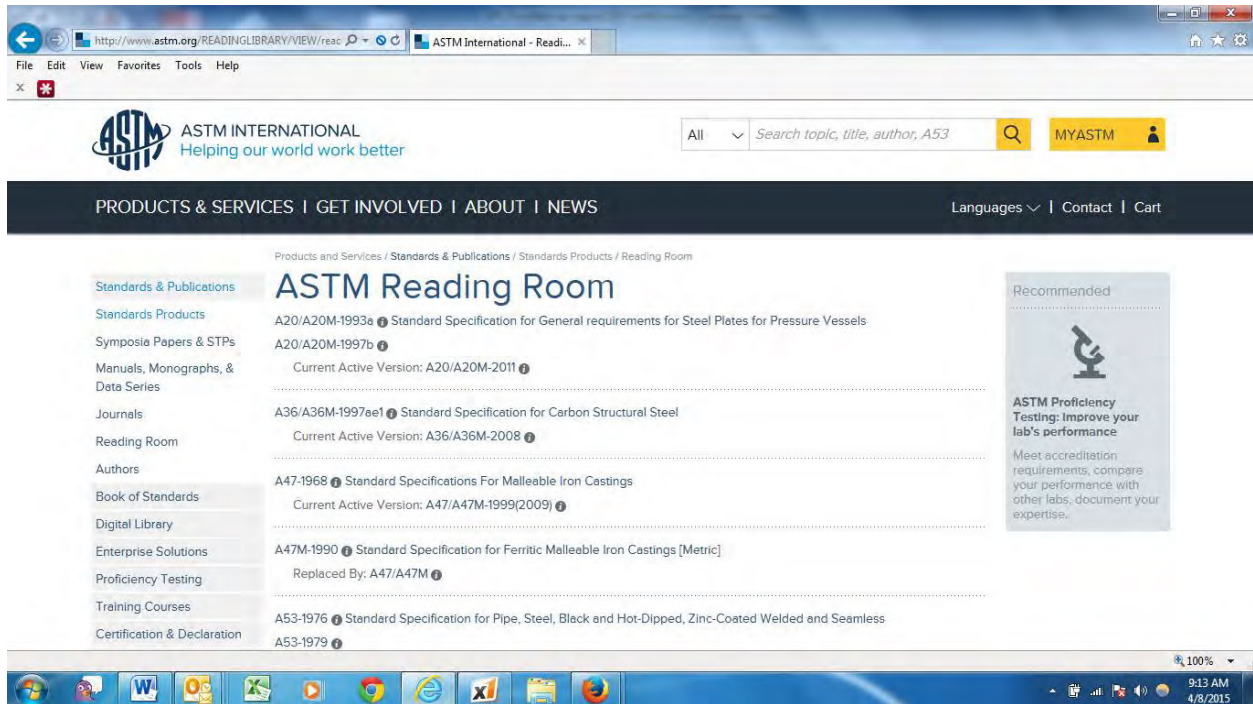 http://www.astm.org/READINGLIBRARY/VIEW/reac
ASTM International - Readi...
File Edit View Favorites Tools Help
ASTM
ASTM INTERNATIONAL
Helping our world work better
All
Search topic, title, author, A53
MYASTM
PRODUCTS & SERVICES | GET INVOLVED | ABOUT | NEWS
Languages | Contact | Cart
Products and Services / Standards & Publications / Standards Products / Reading Room
Standards & Publications
Standards Products
Symposia Papers & STPs
Manuals, Monographs, &
Data Series
Journals
Reading Room
Authors
Book of Standards
Digital Library
Enterprise Solutions
Proficiency Testing
Training Courses
Certification & Declaration
ASTM Reading Room
A20/A20M-1993a Standard Specification for General requirements for Steel Plates for Pressure Vessels
A20/A20M-1997b
Current Active Version: A20/A20M-2011
A36/A36M-1997ae1 Standard Specification for Carbon Structural Steel
Current Active Version: A36/A36M-2008
A47-1968 Standard Specifications For Malleable Iron Castings
Current Active Version: A47/A47M-1999(2009)
A47M-1990 Standard Specification for Ferritic Malleable Iron Castings [Metric]
Replaced By: A47/A47M
A53-1976 Standard Specification for Pipe, Steel, Black and Hot-Dipped, Zinc-Coated Welded and Seamless
A53-1979
Recommended
ASTM Proficiency
Testing: Improve your
lab's performance
Meet accreditation
requirements, compare
your performance with
other labs, document your
expertise.
100%
9:13 AM
4/8/2015